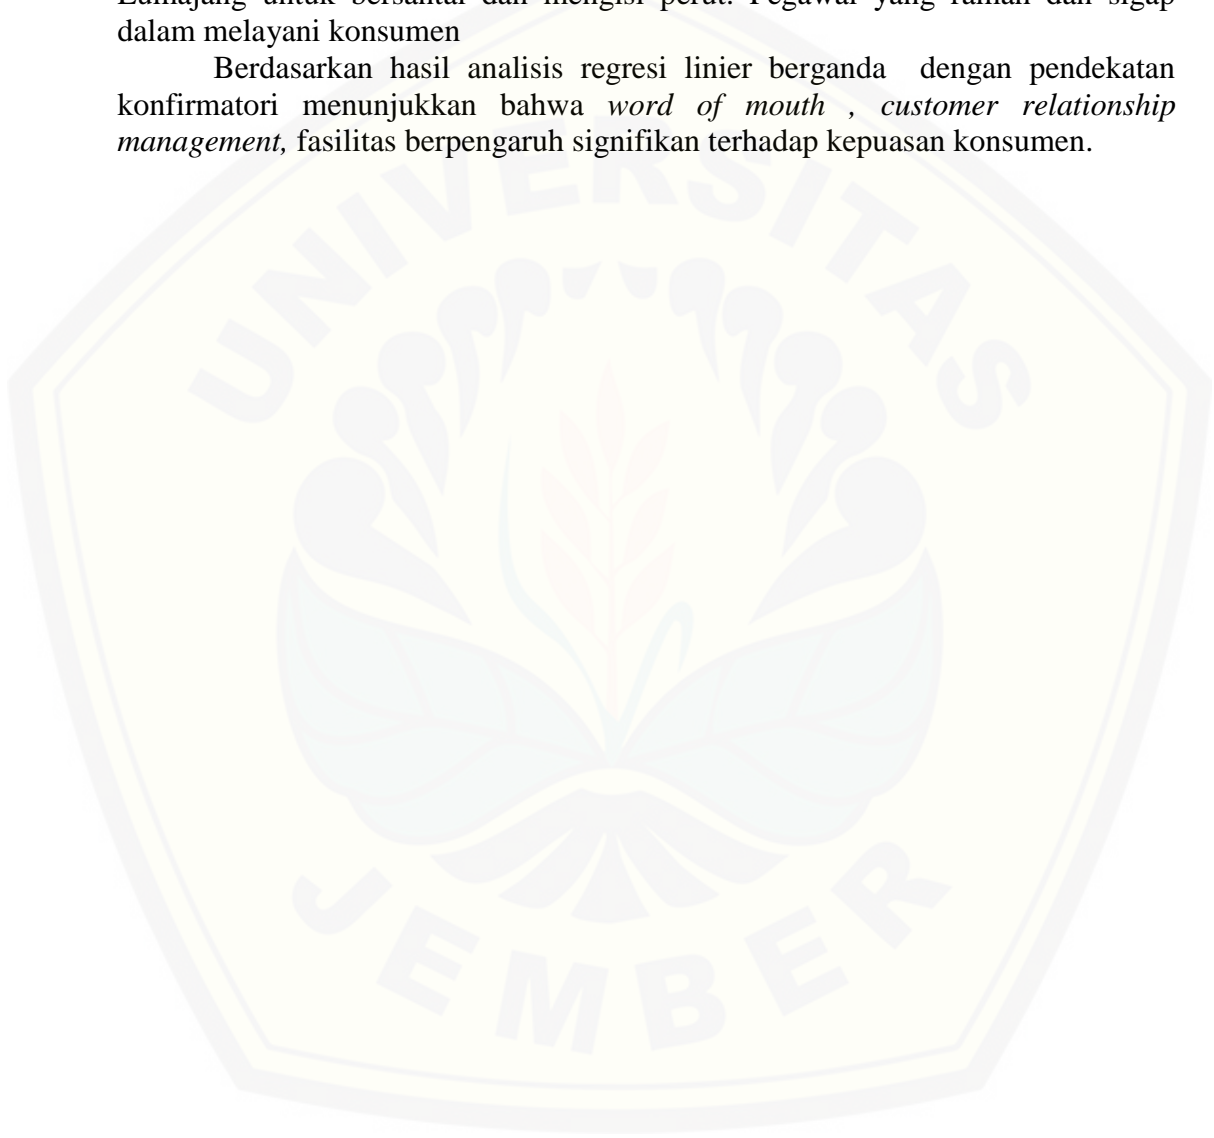 Lumajang untuk bersantai dan mengisi perut. Pegawai yang ramah dan sigap
dalam melayani konsumen
Berdasarkan hasil analisis regresi linier berganda dengan pendekatan
konfirmatori menunjukkan bahwa word of mouth , customer relationship
management, fasilitas berpengaruh signifikan terhadap kepuasan konsumen.
UNIVERSITAS
JEMBER